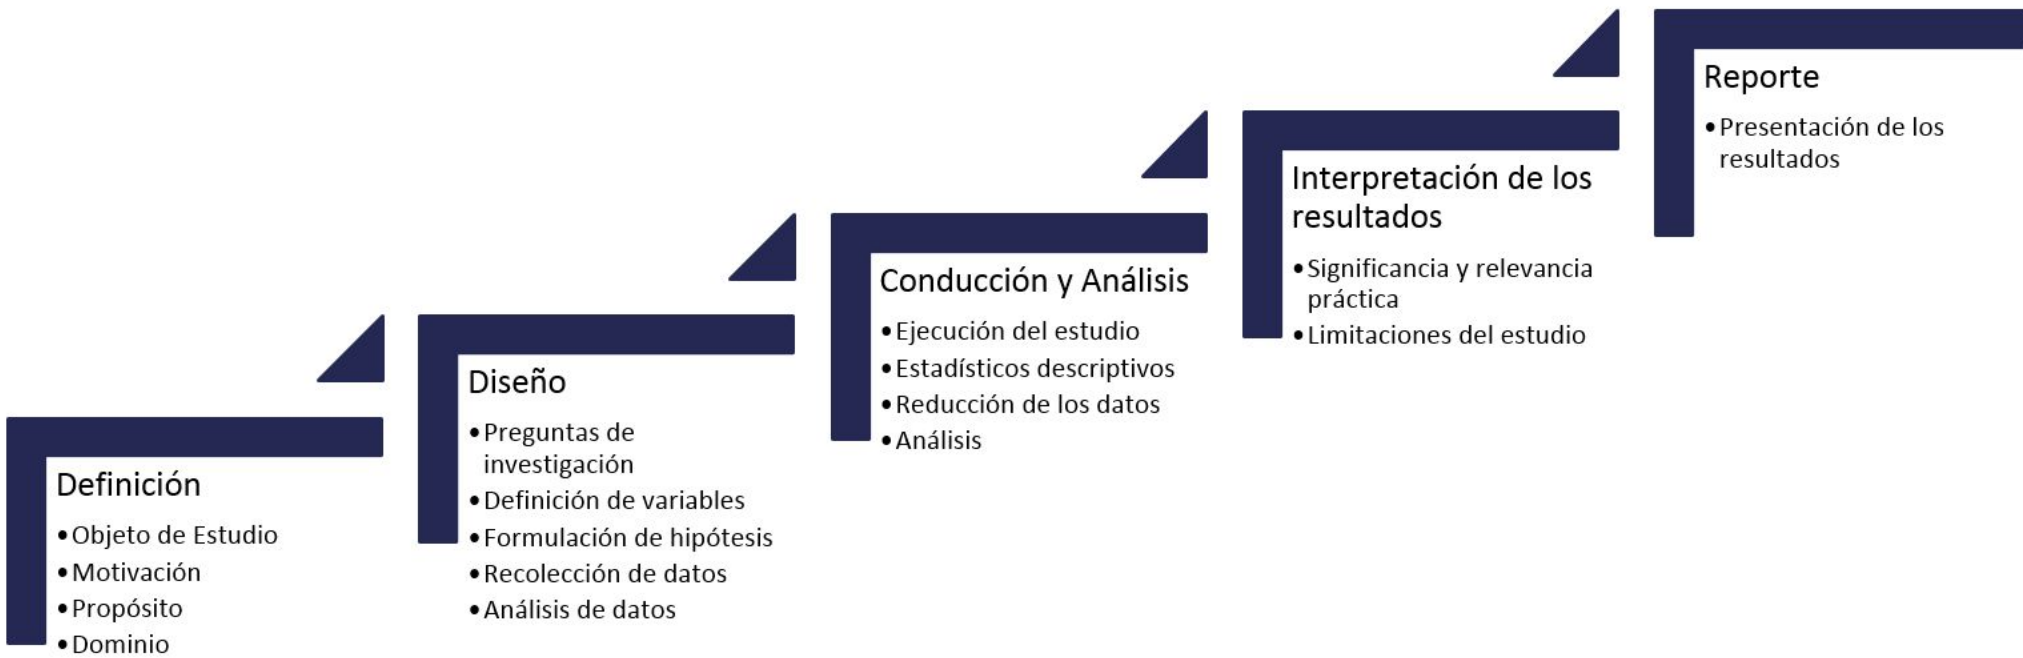 Definición
•Objeto de Estudio
•Motivación
•Propósito
•Dominio
Diseño
•Preguntas de
investigación
•Definición de variables
•Formulación de hipótesis
•Recolección de datos
•Análisis de datos
Conducción y Análisis
•Ejecución del estudio
•Estadísticos descriptivos
•Reducción de los datos
•Análisis
Interpretación de los
resultados
•Significancia y relevancia
práctica
•Limitaciones del estudio
Reporte
•Presentación de los
resultados